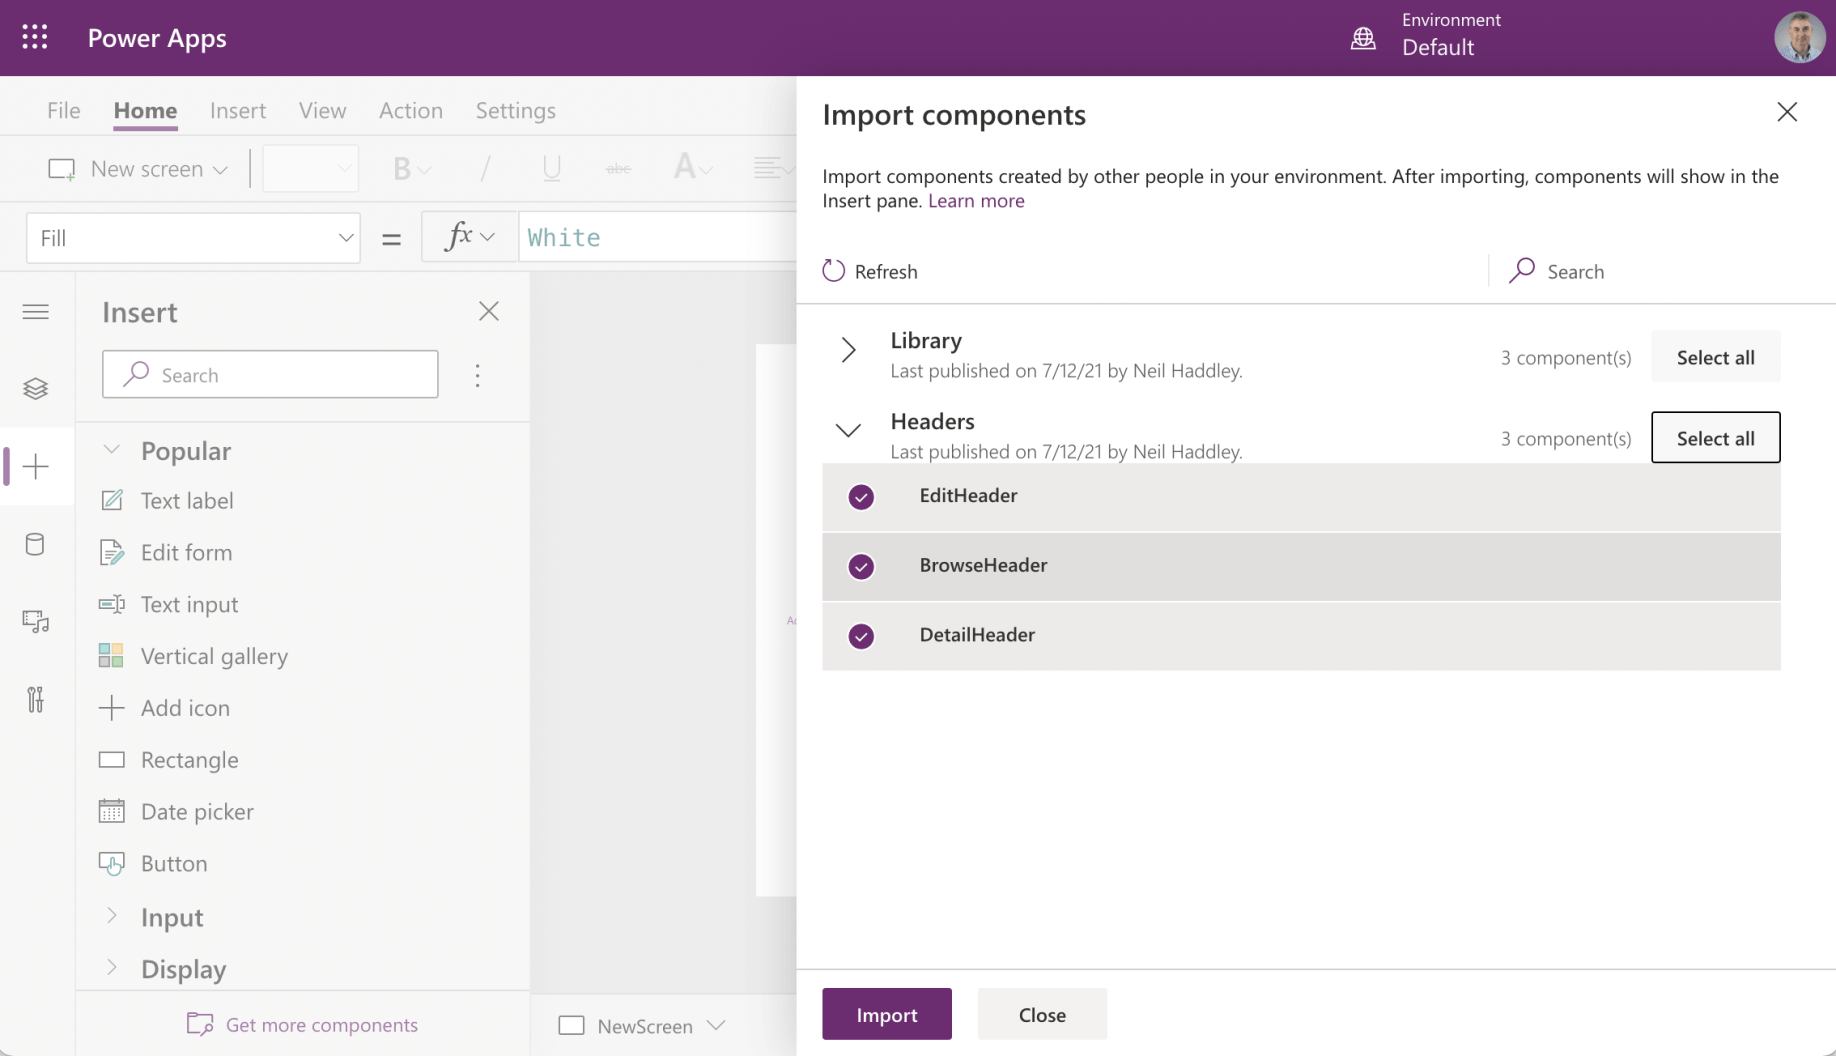 Power Apps
Environment
Default
File Home Insert View Action Settings
New screen
B / U abc A
Fill = fx White
Insert
Search
Popular
Text label
Edit form
Text input
Vertical gallery
Add icon
Rectangle
Date picker
Button
Input
Display
Get more components
NewScreen
Import components
Import components created by other people in your environment. After importing, components will show in the
Insert pane. Learn more
Refresh
Search
Library
Last published on 7/12/21 by Neil Haddley.
3 component(s)
Select all
Headers
Last published on 7/12/21 by Neil Haddley.
3 component(s)
Select all
EditHeader
BrowseHeader
DetailHeader
Import
Close